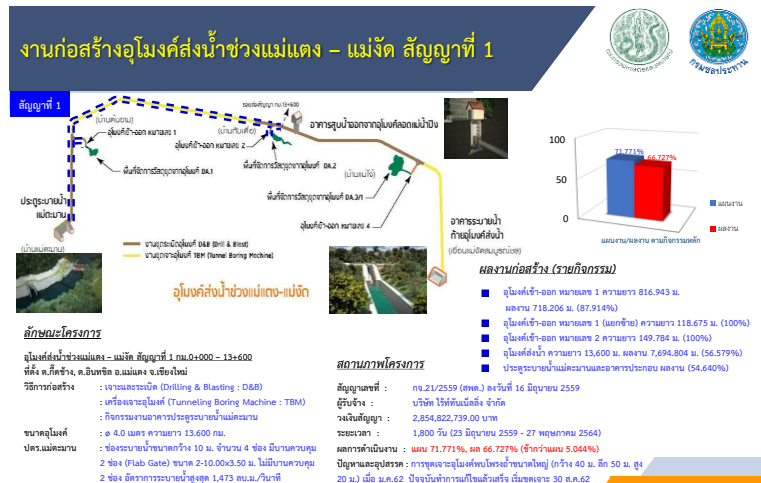 งานก่อสร้างอุโมงค์ส่งน้ำช่วงแม่แตง – แม่งัด สัญญาที่ 1
กรมชลประทาน
สัญญาที่ 1
รอยต่อสัญญา กม.13+600
(บ้านต้นขาม)
อุโมงค์เข้า-ออก หมายเลข 1
(บ้านทับเดื่อ)
อุโมงค์เข้า-ออก หมายเลข 2
อาคารสูบน้ำออกจากอุโมงค์ลอดแม่น้ำปิง
พื้นที่จัดการวัสดุขุดจากอุโมงค์ DA.1
พื้นที่จัดการวัสดุขุดจากอุโมงค์ DA.2
(บ้านแม่โจ้)
พื้นที่จัดการวัสดุขุดจากอุโมงค์ DA.3/1
ประตูระบายน้ำ
แม่ตะมาน
(บ้านแม่ตะมาน)
อุโมงค์เข้า-ออก หมายเลข 4
อาคารระบายน้ำ
ท้ายอุโมงค์ส่งน้ำ
(เขื่อนแม่งัดสมบูรณ์ชล)
งานขุดระเบิดอุโมงค์ D&B (Drill & Blast)
งานขุดเจาะอุโมงค์ TBM (Tunnel Boring Machine)
อุโมงค์ส่งน้ำช่วงแม่แตง-แม่งัด
100
50
0
71.771%
66.727%
แผนงาน
ผลงาน
แผนงาน/ผลงาน ตามกิจกรรมหลัก
ผลงานก่อสร้าง (รายกิจกรรม)
อุโมงค์เข้า-ออก หมายเลข 1 ความยาว 816.943 ม.
ผลงาน 718.206 ม. (87.914%)
อุโมงค์เข้า-ออก หมายเลข 1 (แยกซ้าย) ความยาว 118.675 ม. (100%)
อุโมงค์เข้า-ออก หมายเลข 2 ความยาว 149.784 ม. (100%)
อุโมงค์ส่งน้ำ ความยาว 13,600 ม. ผลงาน 7,694.804 ม. (56.579%)
ประตูระบายน้ำแม่ตะมานและอาคารประกอบ ผลงาน (54.640%)
ลักษณะโครงการ
อุโมงค์ส่งน้ำช่วงแม่แตง – แม่งัด สัญญาที่ 1 กม.0+000 – 13+600
ที่ตั้ง ต.กื้ดช้าง, ต.อินทขิล อ.แม่แตง จ.เชียงใหม่
วิธีการก่อสร้าง : เจาะและระเบิด (Drilling & Blasting : D&B)
: เครื่องเจาะอุโมงค์ (Tunneling Boring Machine : TBM)
: กิจกรรมงานอาคารประตูระบายน้ำแม่ตะมาน
ขนาดอุโมงค์ : ø 4.0 เมตร ความยาว 13.600 กม.
ปตร.แม่ตะมาน : ช่องระบายน้ำขนาดกว้าง 10 ม. จำนวน 4 ช่อง มีบานควบคุม
2 ช่อง (Flab Gate) ขนาด 2-10.00x3.50 ม. ไม่มีบานควบคุม
2 ช่อง อัตราการระบายน้ำสูงสุด 1,473 ลบ.ม./วินาที
สถานภาพโครงการ
สัญญาเลขที่ : กจ.21/2559 (สพด.) ลงวันที่ 16 มิถุนายน 2559
ผู้รับจ้าง : บริษัท ไร้ท์ทันเน็ลลิ่ง จำกัด
วงเงินสัญญา : 2,854,822,739.00 บาท
ระยะเวลา : 1,800 วัน (23 มิถุนายน 2559 - 27 พฤษภาคม 2564)
ผลการดำเนินงาน : แผน 71.771%, ผล 66.727% (ช้ากว่าแผน 5.044%)
ปัญหาและอุปสรรค : การขุดเจาะอุโมงค์พบโพรงถ้ำขนาดใหญ่ (กว้าง 40 ม. ลึก 50 ม. สูง
20 ม.) เมื่อ ม.ค.62 ปัจจุบันทำการแก้ไขแล้วเสร็จ เริ่มขุดเจาะ 30 ส.ค.62